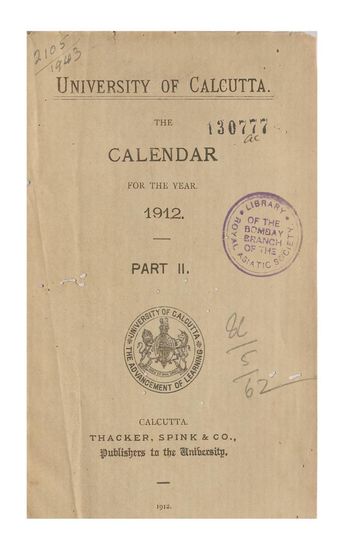 2105
1943
UNIVERSITY OF CALCUTTA.
THE
130777
CALENDAR
FOR THE YEAR
1912.
PART II.
LIBRARY
OF THE
BOMBAY
BRANCH
OF THE
ROYAL ASIATIC SOCIETY
UNIVERSITY OF CALCUTTA
THE ADVANCEMENT OF LEARNING
5
62
CALCUTTA.
THACKER, SPINK & CO.,
Publishers to the University.
1912.